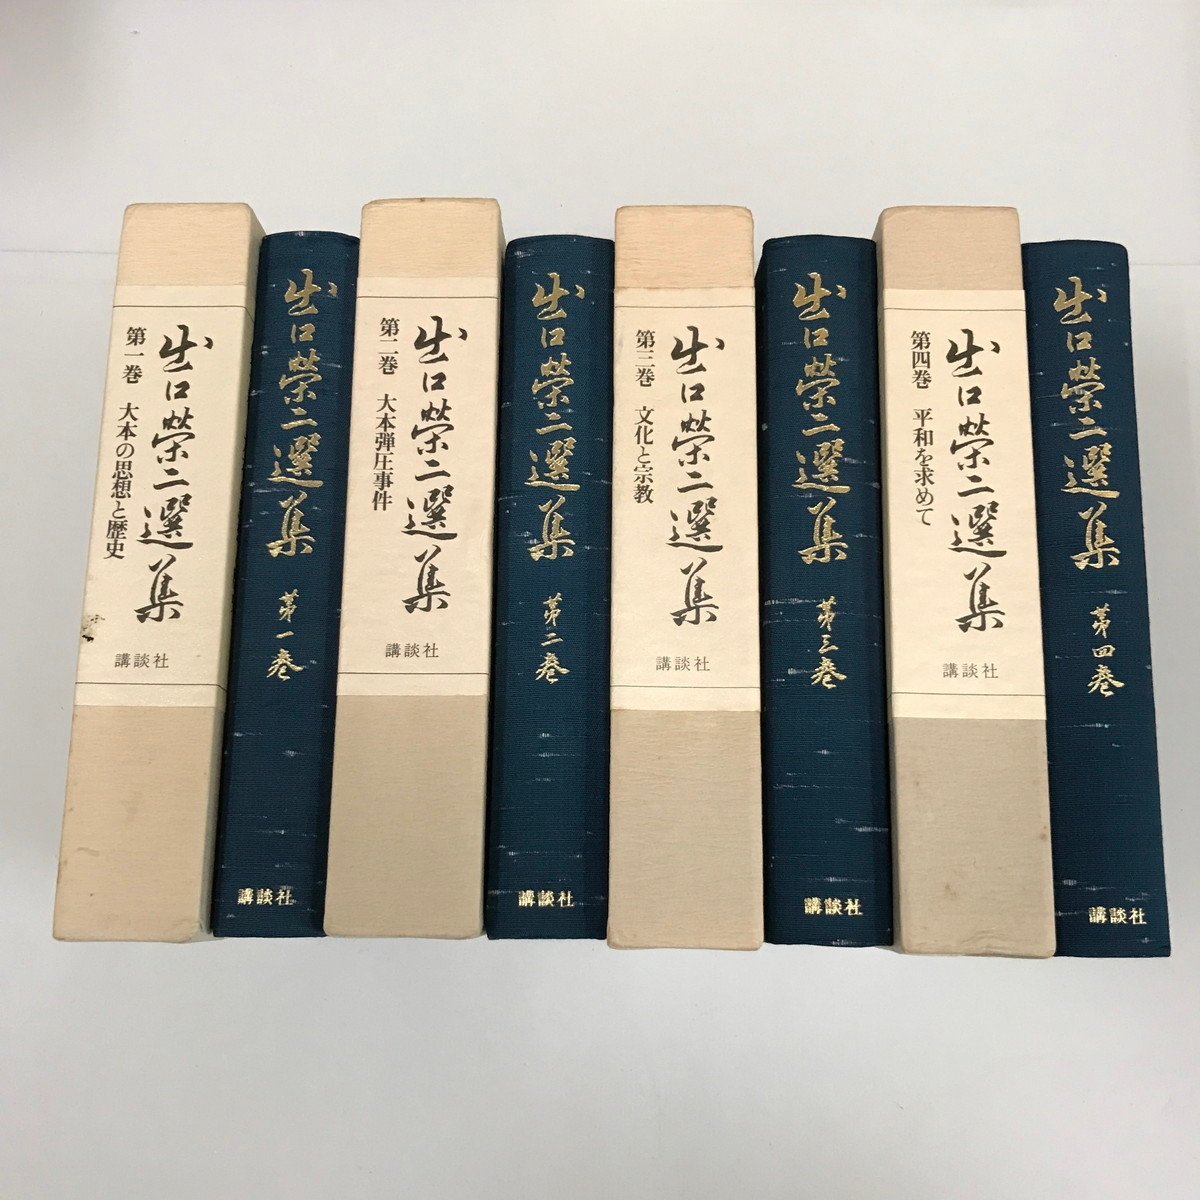 出口榮二選集
第一巻 大本の思想と歴史
講談社
出口榮二選集
第一巻
講談社
出口榮二選集
第二巻 大本弾圧事件
講談社
出口榮二選集
第二巻
講談社
出口榮二選集
第三巻 文化と宗教
講談社
出口榮二選集
第三巻
講談社
出口榮二選集
第四巻 平和を求めて
講談社
出口榮二選集
第四巻
講談社